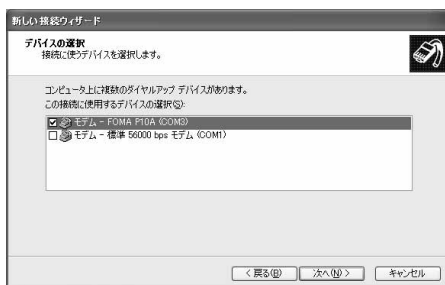 新しい接続ウィザード
デバイスの選択
接続に使うデバイスを選択します。
コンピュータ上に複数のダイヤルアップ デバイスがあります。
この接続に使用するデバイスの選択(S):
モデム - FOMA P10A (COM3)
モデム - 標準 56000 bps モデム (COM1)
< 戻る(B) 次へ(N) > キャンセル